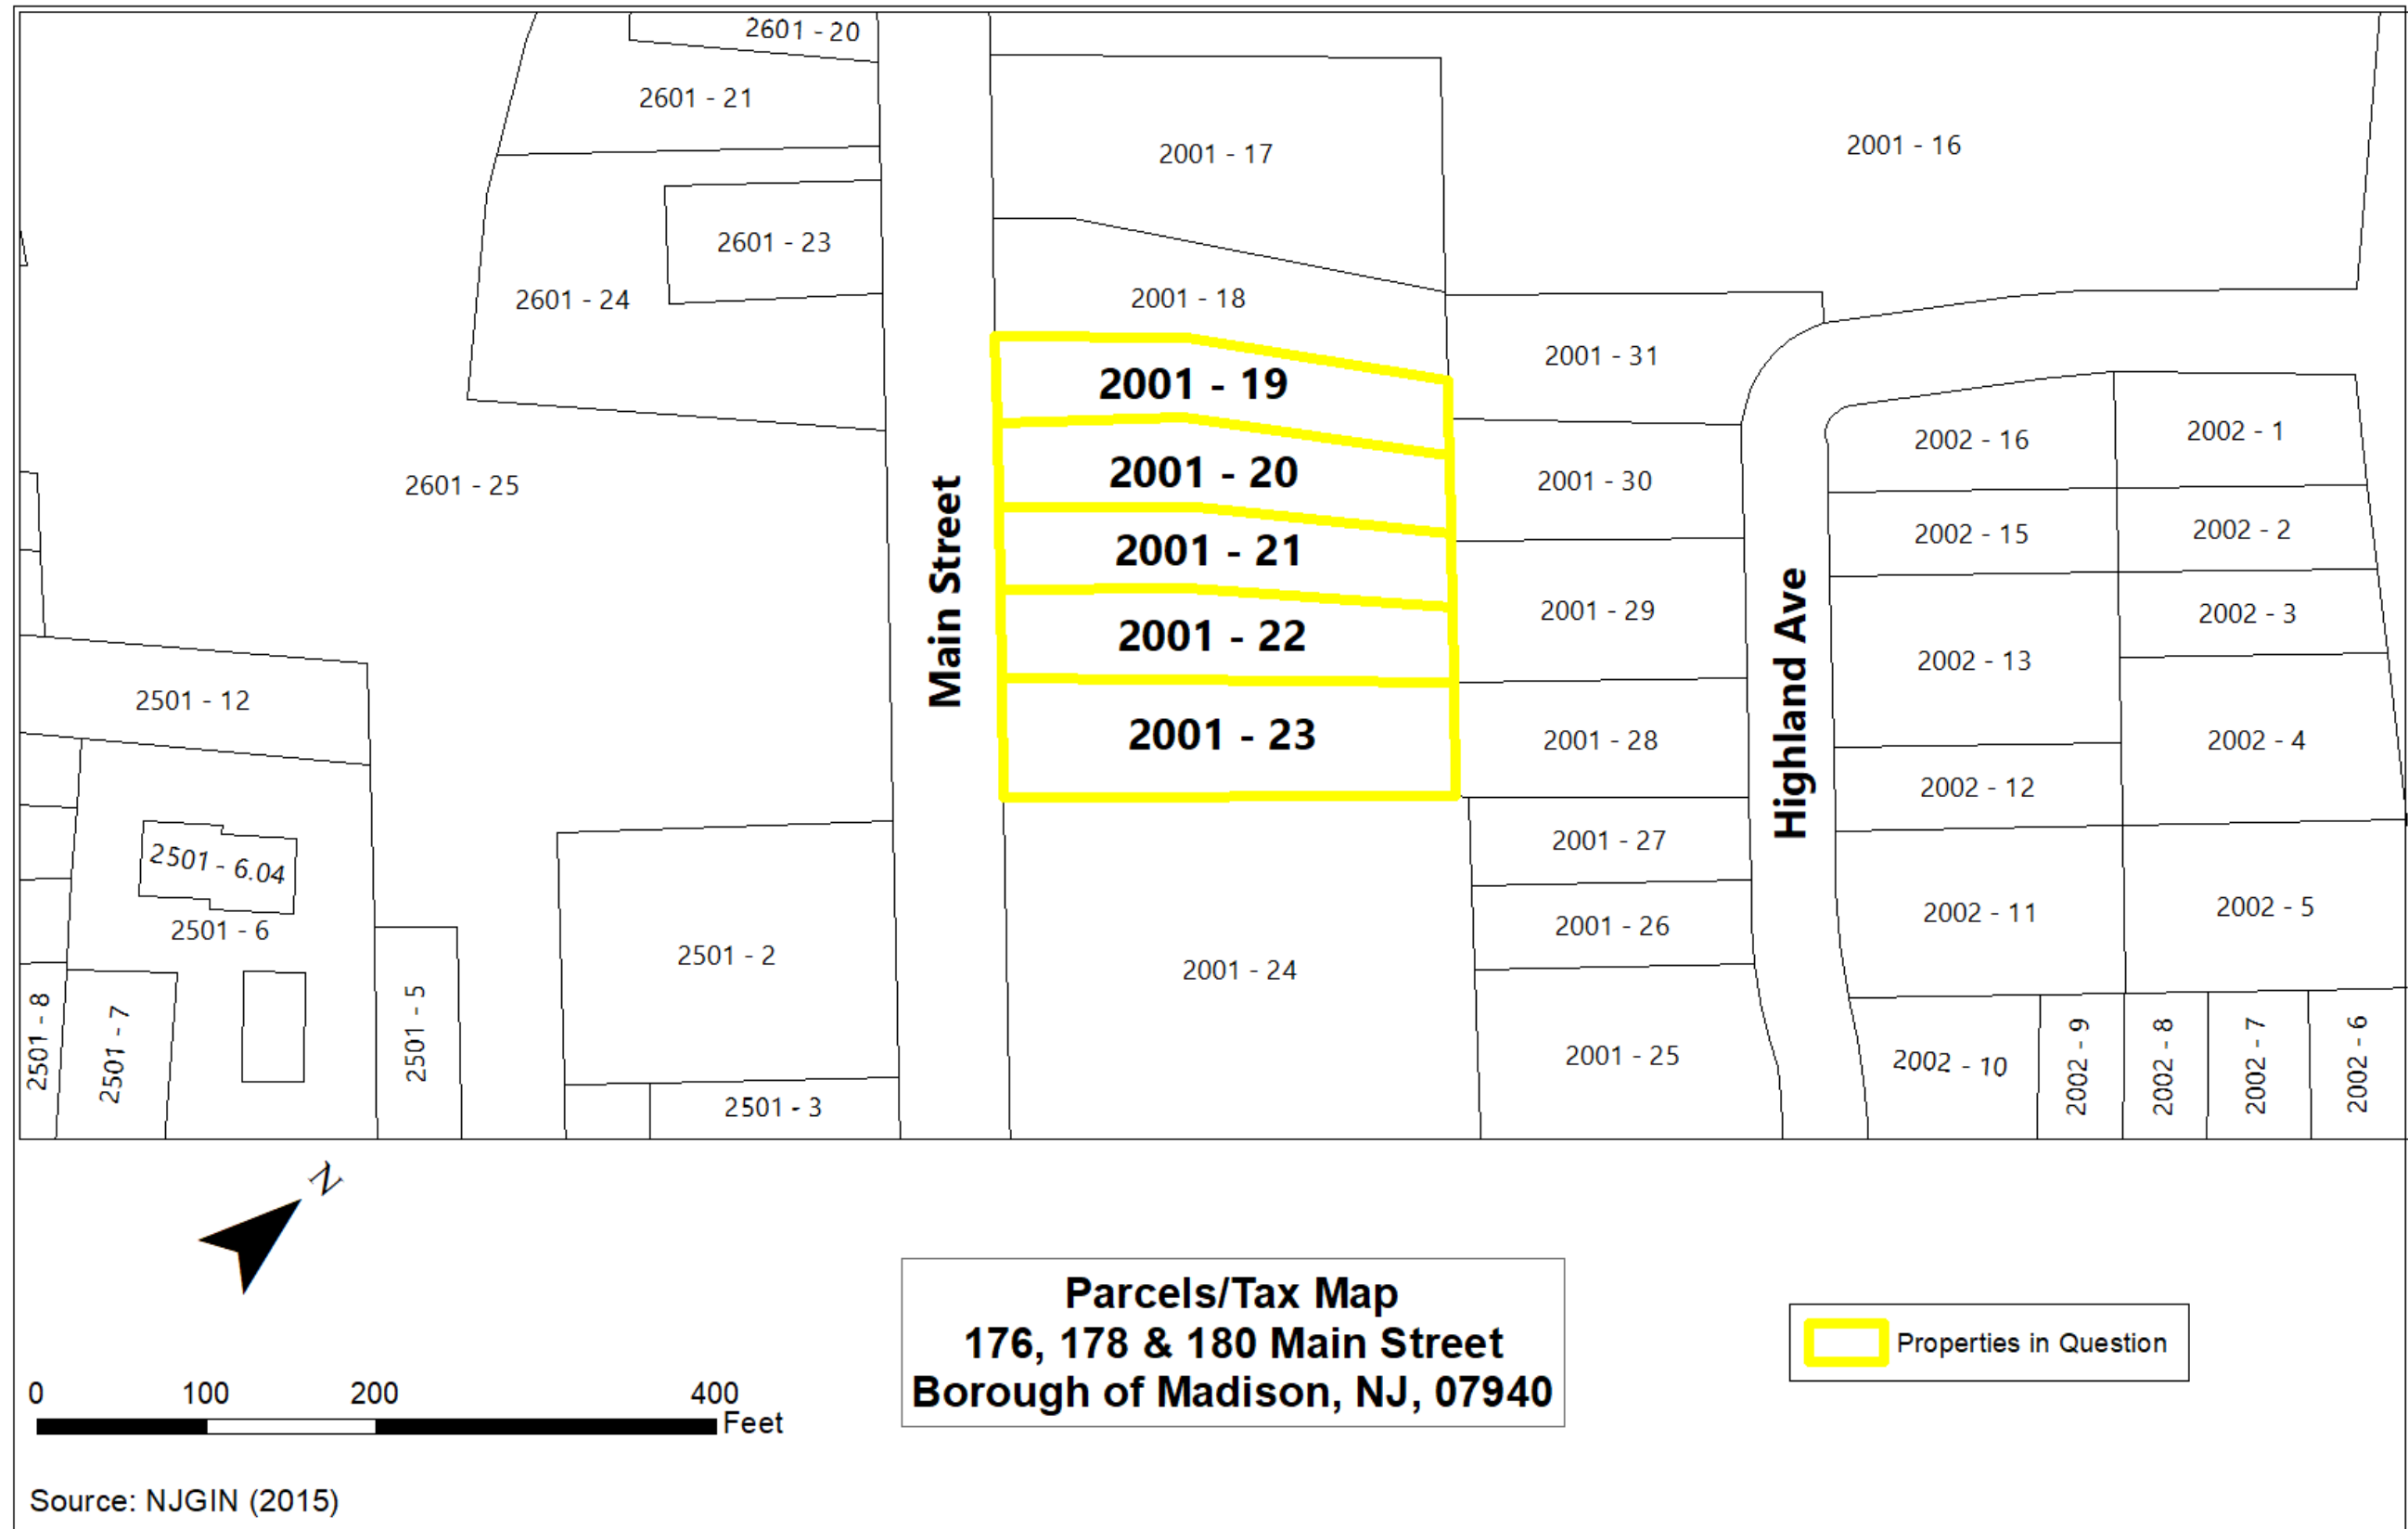 2601 - 20
2601 - 21
2001 - 17
2001 - 16
2601 - 23
2601 - 24
2001 - 18
2001 - 31
2001 - 19
2002 - 16
2002 - 1
2001 - 20
2601 - 25
2001 - 30
2002 - 15
2002 - 2
2001 - 21
Main Street
2001 - 29
2002 - 3
2001 - 22
2002 - 13
Highland Ave
2501 - 12
2001 - 23
2001 - 28
2002 - 4
2002 - 12
2501 - 6.04
2001 - 27
2501 - 6
2001 - 26
2002 - 11
2002 - 5
2501 - 2
2001 - 24
2501 - 8
2501 - 7
2501 - 5
2001 - 25
2002 - 10
2002 - 9
2002 - 8
2002 - 7
2002 - 6
2501 - 3
N
Parcels/Tax Map
176, 178 & 180 Main Street
Borough of Madison, NJ, 07940
Properties in Question
0 100 200 400
Feet
Source: NJGIN (2015)